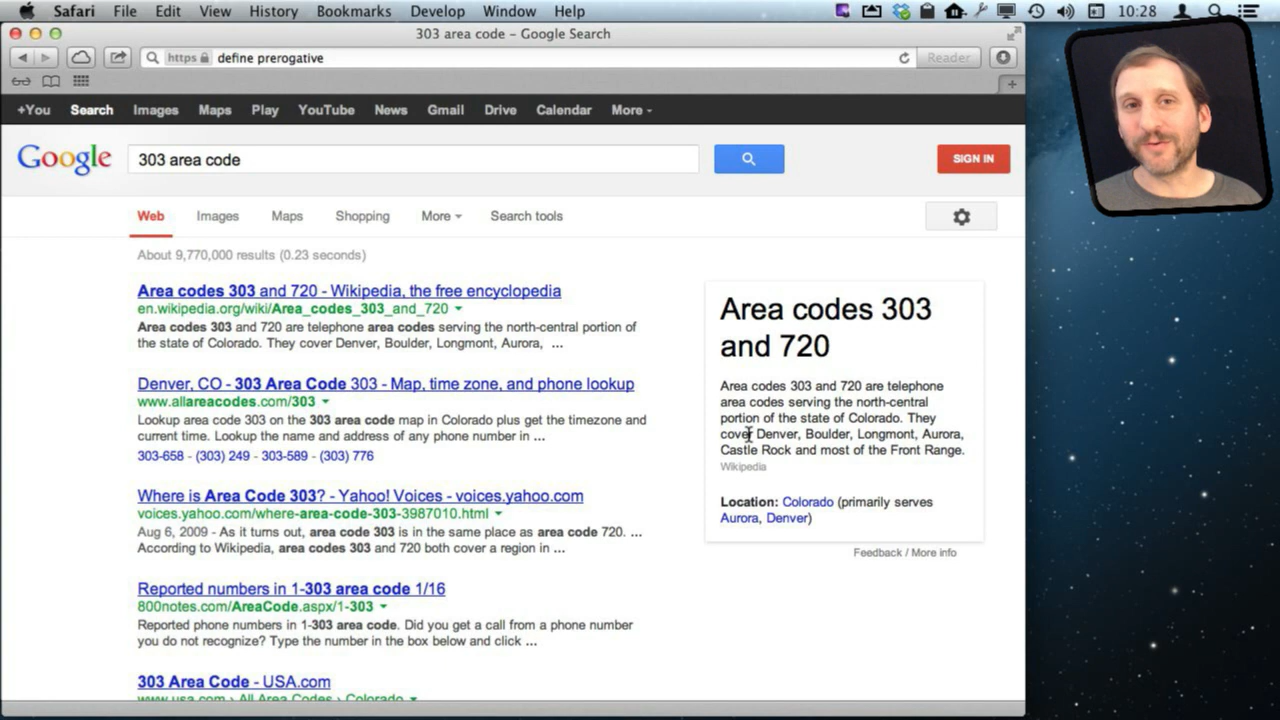 Safari File Edit View History Bookmarks Develop Window Help 10:28
303 area code – Google Search
https define prerogative Reader
+You Search Images Maps Play YouTube News Gmail Drive Calendar More
Google 303 area code SIGN IN
Web Images Maps Shopping More Search tools
About 9,770,000 results (0.23 seconds)
Area codes 303 and 720 - Wikipedia, the free encyclopedia
en.wikipedia.org/wiki/Area_codes_303_and_720
Area codes 303 and 720 are telephone area codes serving the north-central portion of
the state of Colorado. They cover Denver, Boulder, Longmont, Aurora, ...
Denver, CO - 303 Area Code 303 - Map, time zone, and phone lookup
www.allareacodes.com/303
Lookup area code 303 on the 303 area code map in Colorado plus get the timezone and
current time. Lookup the name and address of any phone number in ...
303-658 - (303) 249 - 303-589 - (303) 776
Where is Area Code 303? - Yahoo! Voices - voices.yahoo.com
voices.yahoo.com/where-area-code-303-3987010.html
Aug 6, 2009 - As it turns out, area code 303 is in the same place as area code 720. ...
According to Wikipedia, area codes 303 and 720 both cover a region in ...
Reported numbers in 1-303 area code 1/16
800notes.com/AreaCode.aspx/1-303
Reported phone numbers in 1-303 area code. Did you get a call from a phone number
you do not recognize? Type the number in the box below and click ...
303 Area Code - USA.com
www.usa.com › All Area Codes › Colorado
Area codes 303
and 720
Area codes 303 and 720 are telephone
area codes serving the north-central
portion of the state of Colorado. They
cover Denver, Boulder, Longmont, Aurora,
Castle Rock and most of the Front Range.
Wikipedia
Location: Colorado (primarily serves
Aurora, Denver)
Feedback / More info